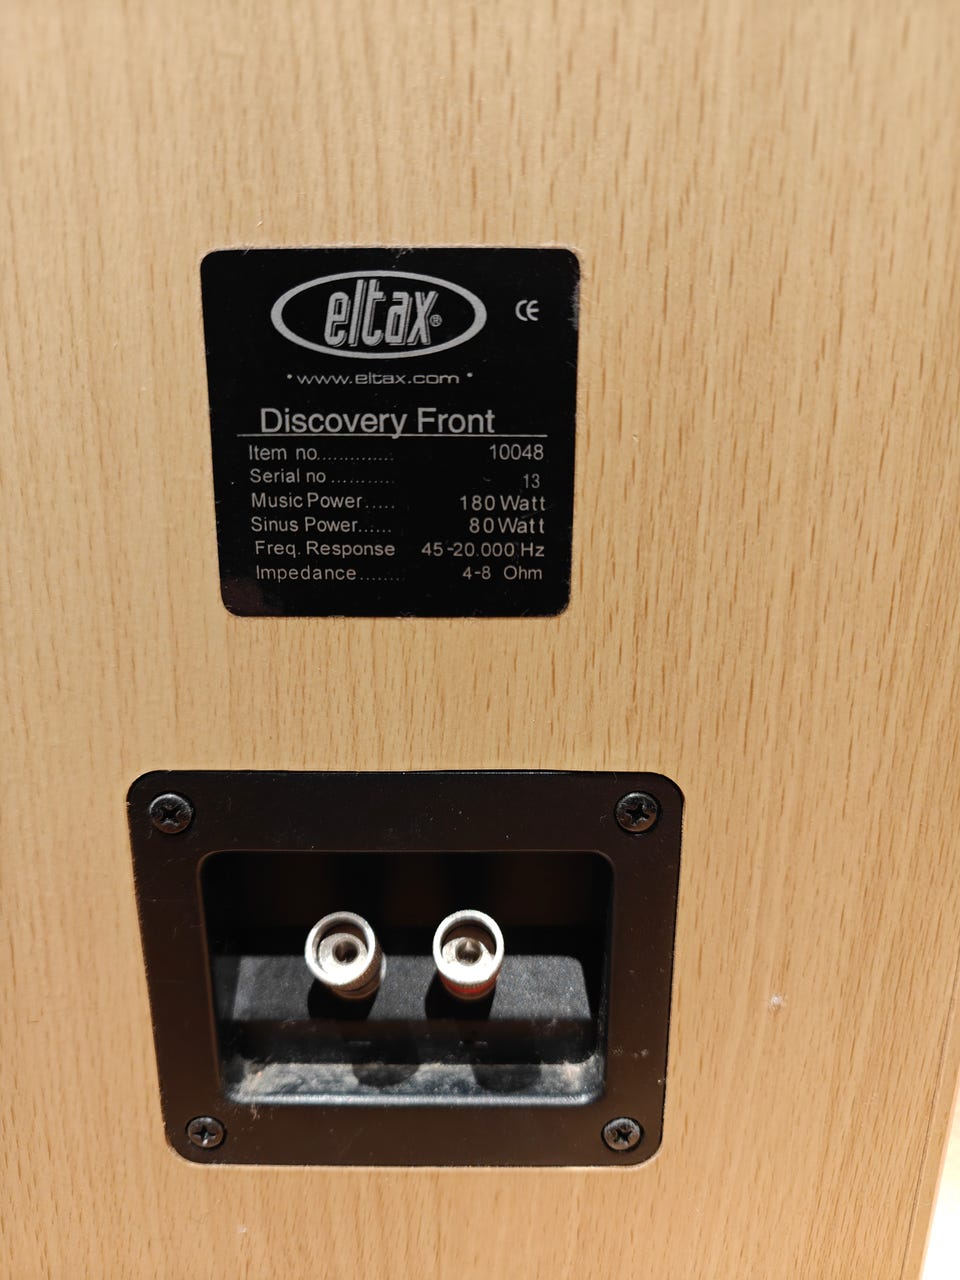 eltax®
CE
• www.eltax.com •
Discovery Front
Item no.............. 10048
Serial no ........... 13
Music Power..... 180 Watt
Sinus Power...... 80 Watt
Freq. Response 45-20.000 Hz
Impedance........ 4-8 Ohm
- +